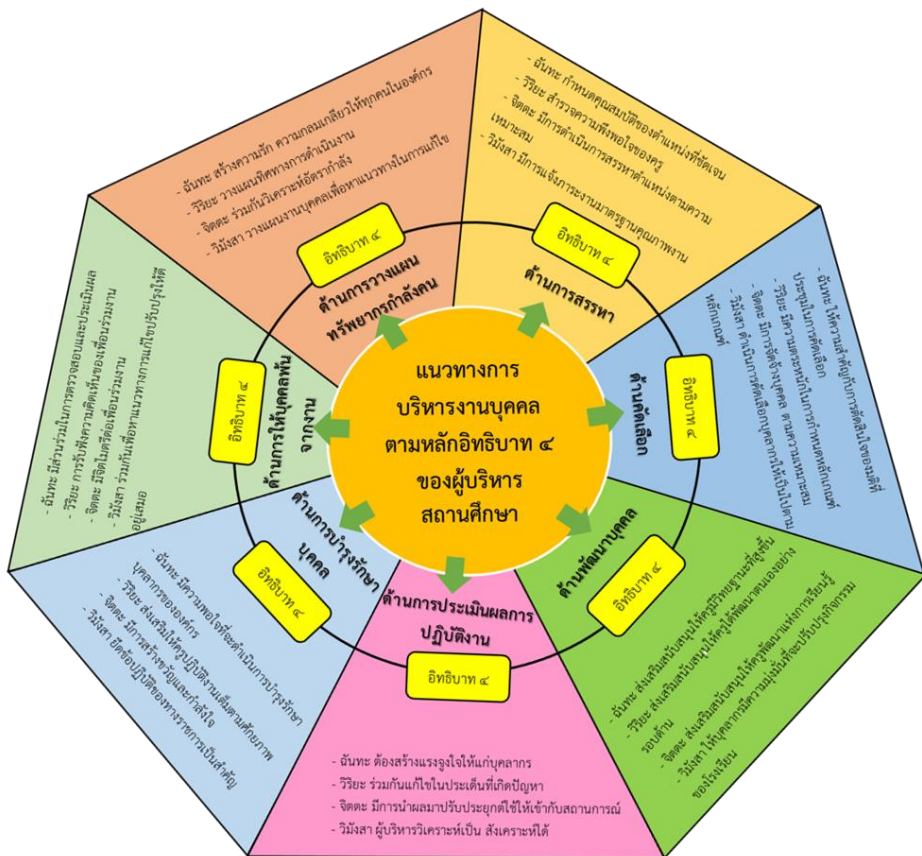 แนวทางการ
บริหารงานบุคคล
ตามหลักอิทธิบาท ๔
ของผู้บริหาร
สถานศึกษา
ด้านการวางแผน
ทรัพยากรกำลังคน
อิทธิบาท ๔
- ฉันทะ สร้างความรัก ความกลมเกลียวให้ทุกคนในองค์กร
- วิริยะ วางแผนทิศทางการดำเนินงาน
- จิตตะ ร่วมกันวิเคราะห์อัตรากำลัง
- วิมังสา วางแผนงานบุคคลเพื่อหาแนวทางในการแก้ไข
ด้านการสรรหา
อิทธิบาท ๔
- ฉันทะ กำหนดคุณสมบัติของตำแหน่งที่ชัดเจน
- วิริยะ สำรวจความพึงพอใจของครู
- จิตตะ มีการดำเนินการสรรหาตำแหน่งตามความ
เหมาะสม
- วิมังสา มีการแจ้งภาระงานมาตรฐานคุณภาพงาน
ด้านคัดเลือก
อิทธิบาท ๔
- ฉันทะ ให้ความสำคัญกับการตัดสินใจของมติที่
ประชุมในการคัดเลือก
- วิริยะ มีความตระหนักในการกำหนดหลักเกณฑ์
- จิตตะ มีการจัดจ้างบุคคล ตามความเหมาะสม
- วิมังสา ดำเนินการคัดเลือกบุคลากรให้เป็นไปตาม
หลักเกณฑ์
ด้านพัฒนาบุคคล
อิทธิบาท ๔
- ฉันทะ ส่งเสริมสนับสนุนให้ครูมีวิทยฐานะที่สูงขึ้น
- วิริยะ ส่งเสริมสนับสนุนให้ครูได้พัฒนาตนเองอย่าง
รอบด้าน
- จิตตะ ส่งเสริมสนับสนุนให้ครูพัฒนาแห่งการเรียนรู้
- วิมังสา ให้บุคลากรมีความมุ่งมั่นที่จะปรับปรุงกิจกรรม
ของโรงเรียน
ด้านการประเมินผลการ
ปฏิบัติงาน
อิทธิบาท ๔
- ฉันทะ ต้องสร้างแรงจูงใจให้แก่บุคลากร
- วิริยะ ร่วมกันแก้ไขในประเด็นที่เกิดปัญหา
- จิตตะ มีการนำผลมาปรับประยุกต์ใช้ให้เข้ากับสถานการณ์
- วิมังสา ผู้บริหารวิเคราะห์เป็น สังเคราะห์ได้
ด้านการบำรุงรักษา
บุคคล
อิทธิบาท ๔
- ฉันทะ มีความพอใจที่จะดำเนินการบำรุงรักษา
บุคลากรขององค์กร
- วิริยะ ส่งเสริมให้ครูปฏิบัติงานเต็มตามศักยภาพ
- จิตตะ มีการสร้างขวัญและกำลังใจ
- วิมังสา ยึดข้อปฏิบัติของทางราชการเป็นสำคัญ
ด้านการให้บุคคลพ้น
จากงาน
อิทธิบาท ๔
- ฉันทะ มีส่วนร่วมในการตรวจสอบและประเมินผล
- วิริยะ การรับฟังความคิดเห็นของเพื่อนร่วมงาน
- จิตตะ มีจิตไมตรีต่อเพื่อนร่วมงาน
- วิมังสา ร่วมกันเพื่อหาแนวทางการแก้ไขปรับปรุงให้ดี
อยู่เสมอ